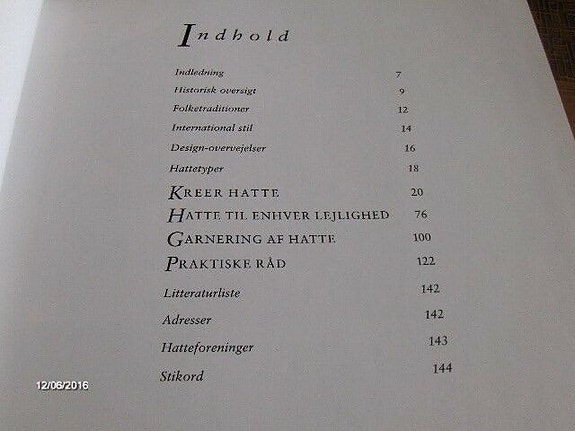 Indhold
Indledning 7
Historisk oversigt 9
Folketraditioner 12
International stil 14
Design-overvejelser 16
Hattetyper 18
KREER HATTE 20
HATTE TIL ENHVER LEJLIGHED 76
GARNERING AF HATTE 100
PRAKTISKE RÅD 122
Litteraturliste 142
Adresser 142
Hatteforeninger 143
Stikord 144
12/06/2016